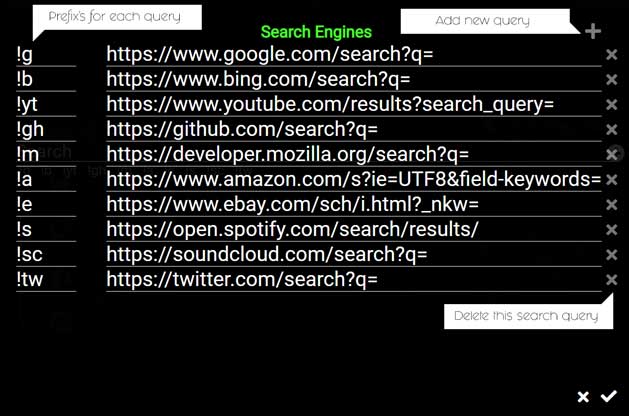 Prefix's for each query
Add new query
Search Engines
!g https://www.google.com/search?q=
!b https://www.bing.com/search?q=
!yt https://www.youtube.com/results?search_query=
!gh https://github.com/search?q=
!m https://developer.mozilla.org/search?q=
!a https://www.amazon.com/s?ie=UTF8&field-keywords=
!e https://www.ebay.com/sch/i.html?_nkw=
!s https://open.spotify.com/search/results/
!sc https://soundcloud.com/search?q=
!tw https://twitter.com/search?q=
Delete this search query